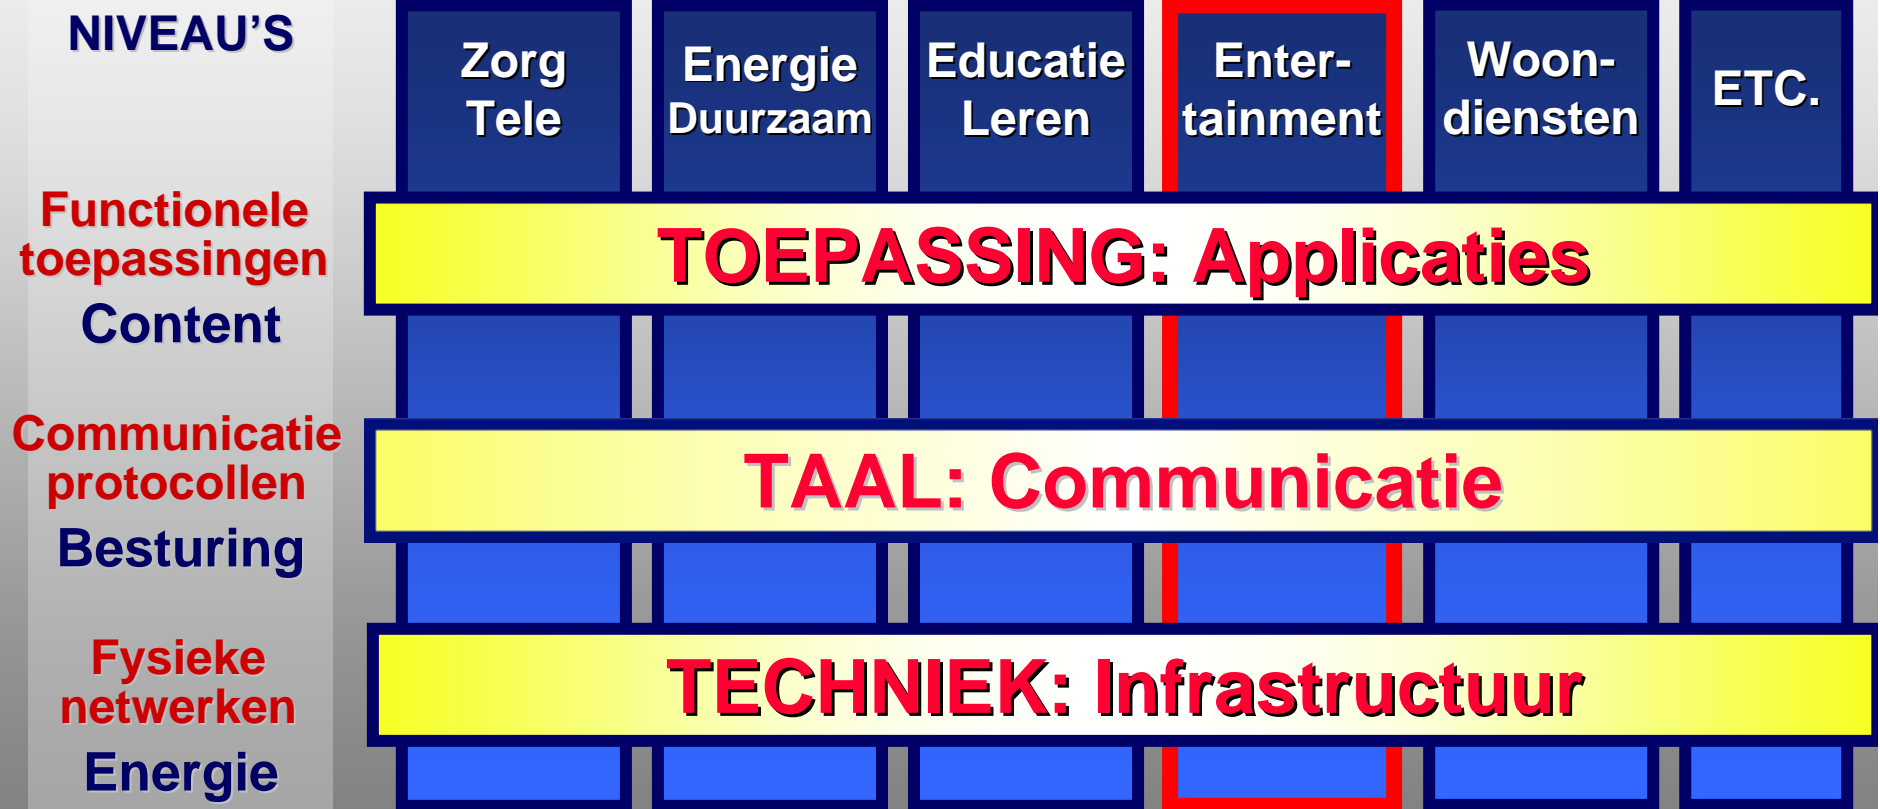 NIVEAU’S
Zorg
Tele
Energie
Duurzaam
Educatie
Leren
Enter-
tainment
Woon-
diensten
ETC.
Functionele
toepassingen
Content
TOEPASSING: Applicaties
Communicatie
protocollen
Besturing
TAAL: Communicatie
Fysieke
netwerken
Energie
TECHNIEK: Infrastructuur